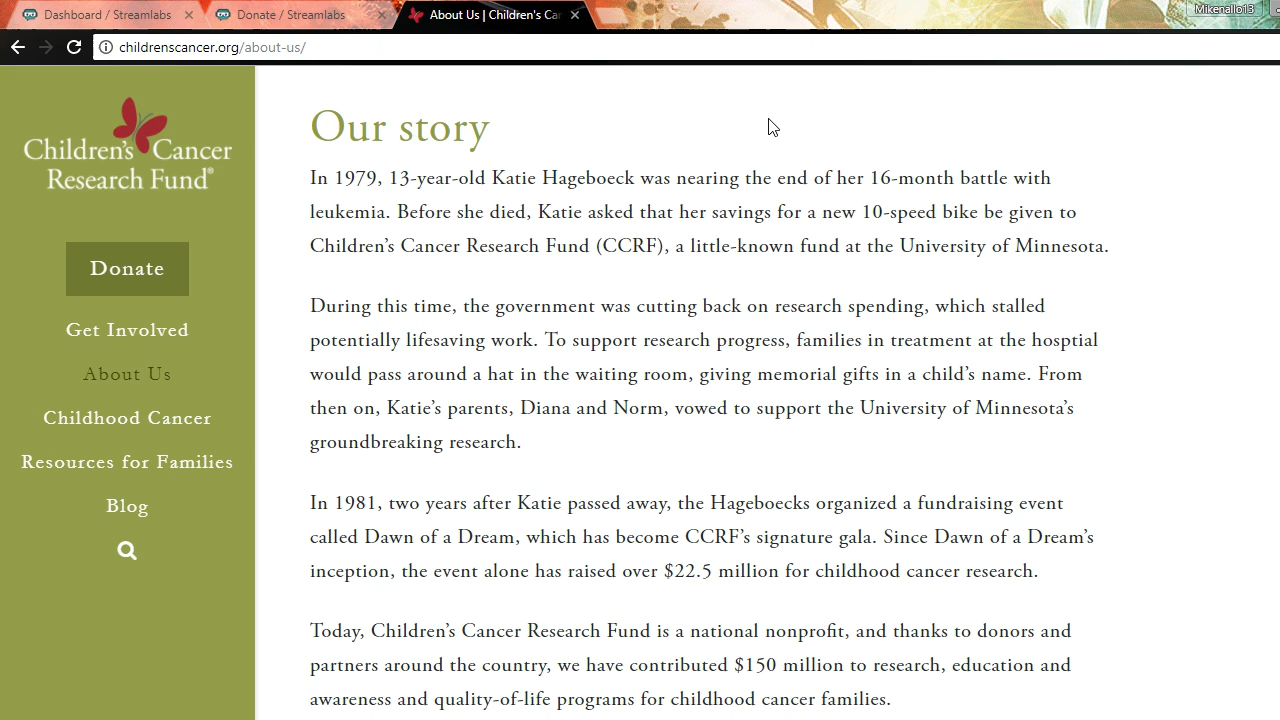 Dashboard / Streamlabs
Donate / Streamlabs
About Us | Children's Car
Mikenallo13
childrenscancer.org/about-us/
Children's Cancer
Research Fund®
Donate
Get Involved
About Us
Childhood Cancer
Resources for Families
Blog
Our story
In 1979, 13-year-old Katie Hageboeck was nearing the end of her 16-month battle with
leukemia. Before she died, Katie asked that her savings for a new 10-speed bike be given to
Children’s Cancer Research Fund (CCRF), a little-known fund at the University of Minnesota.
During this time, the government was cutting back on research spending, which stalled
potentially lifesaving work. To support research progress, families in treatment at the hosptial
would pass around a hat in the waiting room, giving memorial gifts in a child’s name. From
then on, Katie’s parents, Diana and Norm, vowed to support the University of Minnesota’s
groundbreaking research.
In 1981, two years after Katie passed away, the Hageboecks organized a fundraising event
called Dawn of a Dream, which has become CCRF’s signature gala. Since Dawn of a Dream’s
inception, the event alone has raised over $22.5 million for childhood cancer research.
Today, Children’s Cancer Research Fund is a national nonprofit, and thanks to donors and
partners around the country, we have contributed $150 million to research, education and
awareness and quality-of-life programs for childhood cancer families.